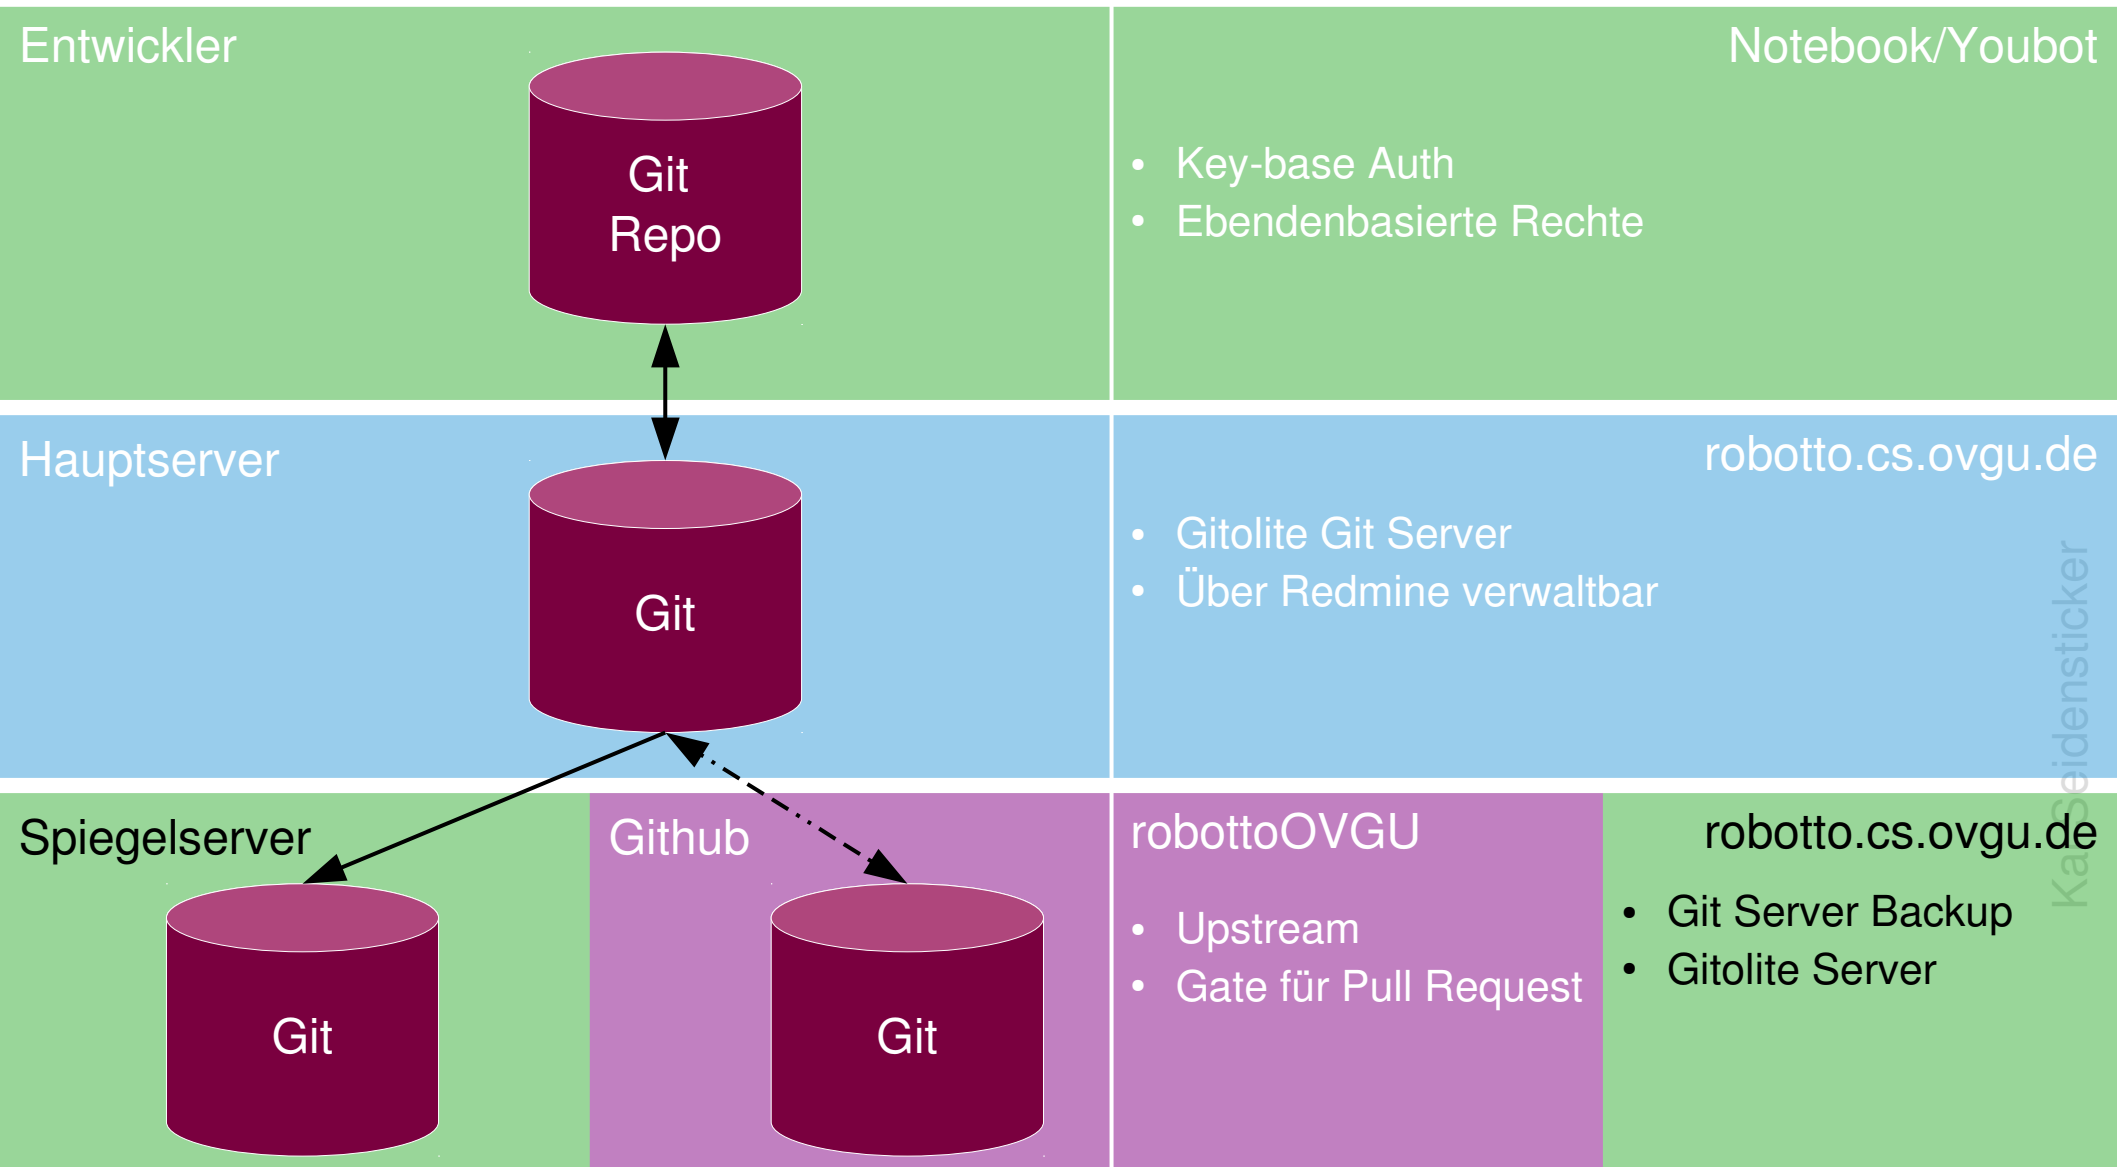 Entwickler
Notebook/Youbot
Git
Repo
• Key-base Auth
• Ebendenbasierte Rechte
Hauptserver
robotto.cs.ovgu.de
Git
• Gitolite Git Server
• Über Redmine verwaltbar
Spiegelserver
Git
Github
Git
robottoOVGU
• Upstream
• Gate für Pull Request
robotto.cs.ovgu.de
• Git Server Backup
• Gitolite Server
Kai Seidensticker